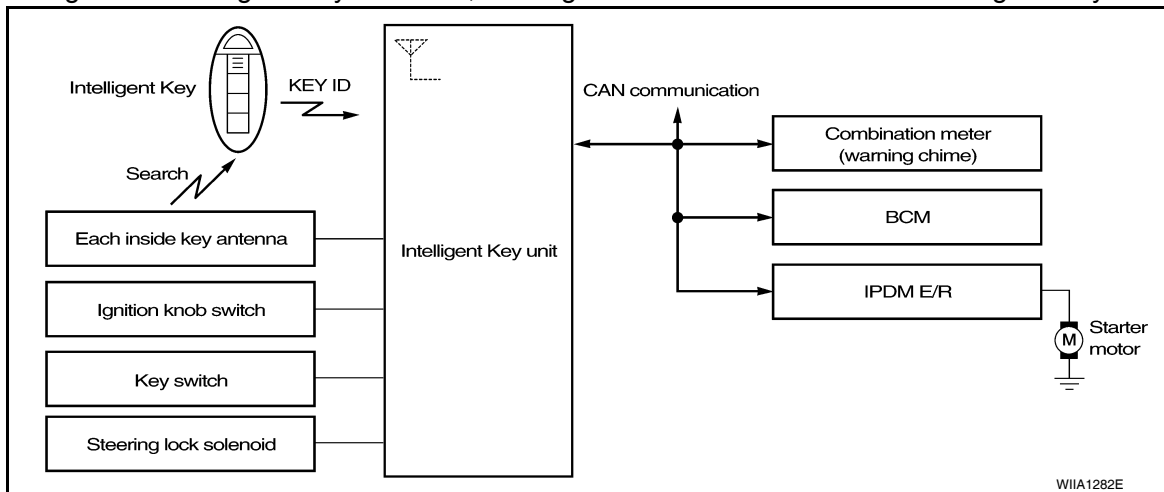 Intelligent Key
KEY ID
Search
Each inside key antenna
Ignition knob switch
Key switch
Steering lock solenoid
Intelligent Key unit
CAN communication
Combination meter
(warning chime)
BCM
IPDM E/R
M
Starter
motor
WIIA1282E